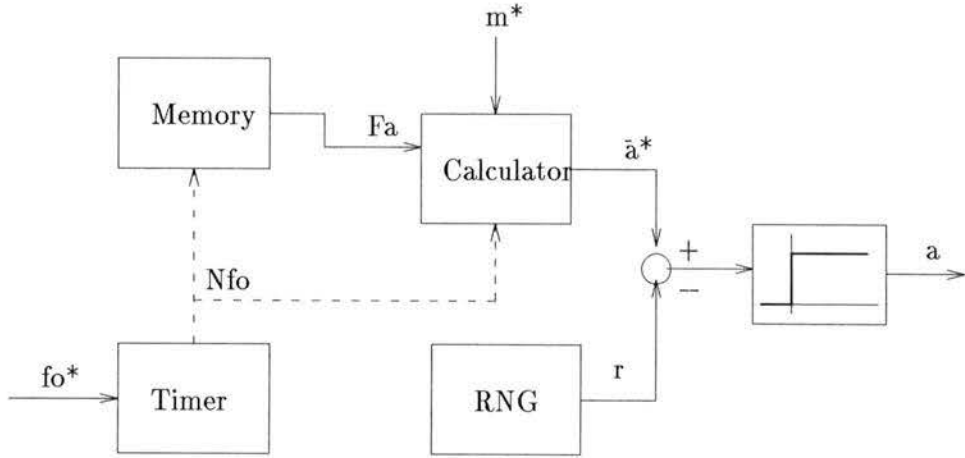 m*
Memory
Fa
Calculator
ā*
+
--
a
Nfo
fo*
Timer
RNG
r